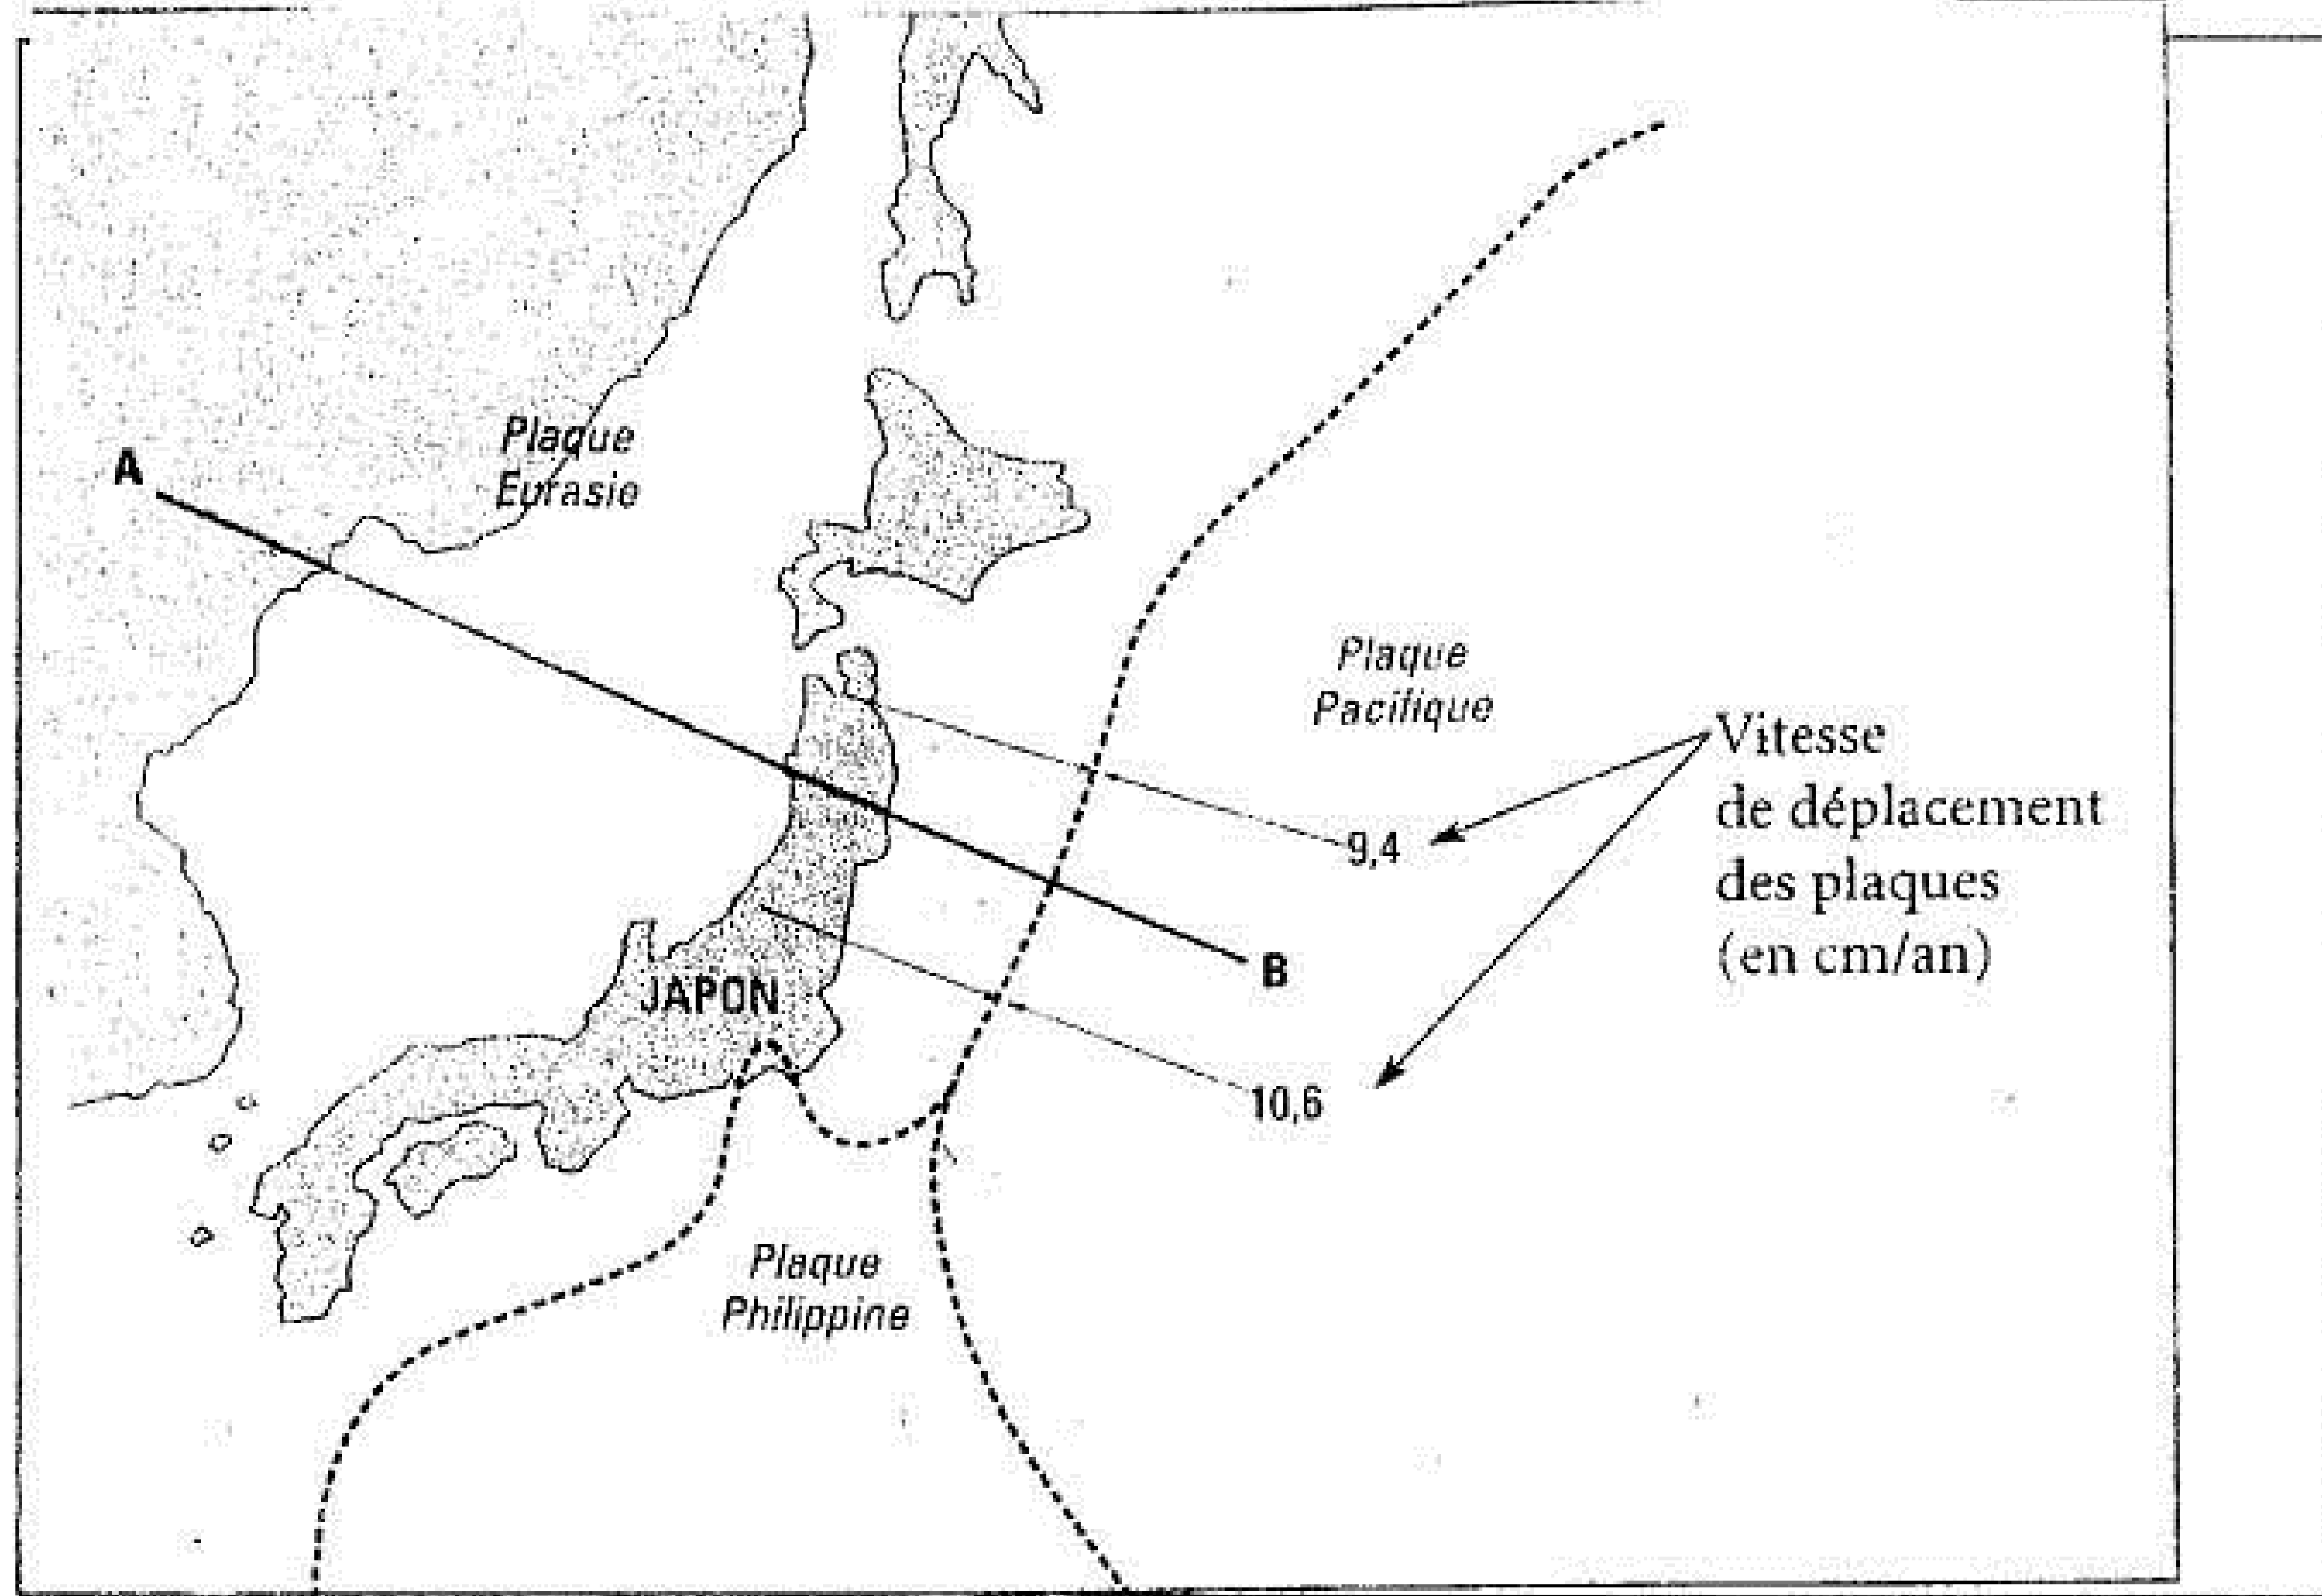 Plaque
Eurasie
A
Plaque
Pacifique
Vitesse
de déplacement
des plaques
(en cm/an)
9,4
B
JAPON
10,6
Plaque
Philippine